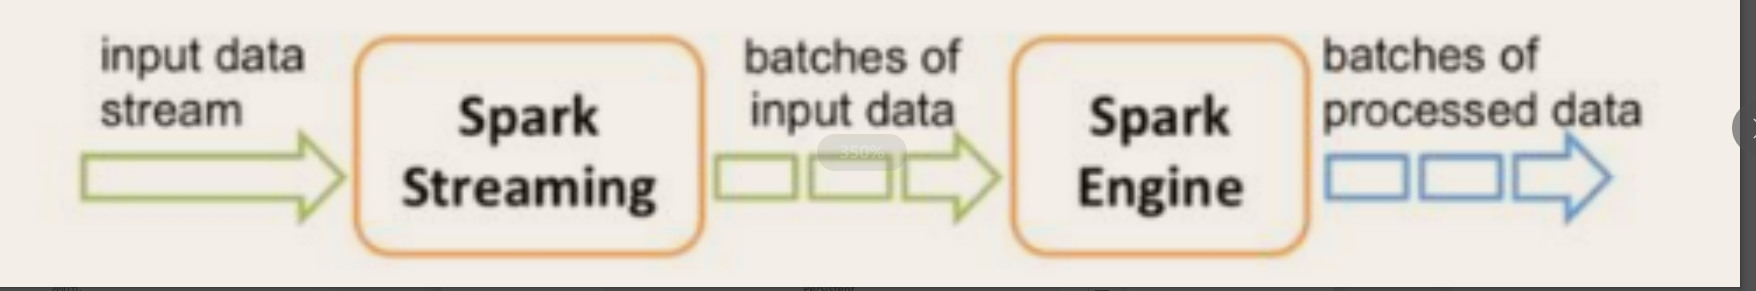 input data
stream
Spark
Streaming
batches of
input data
350%
Spark
Engine
batches of
processed data